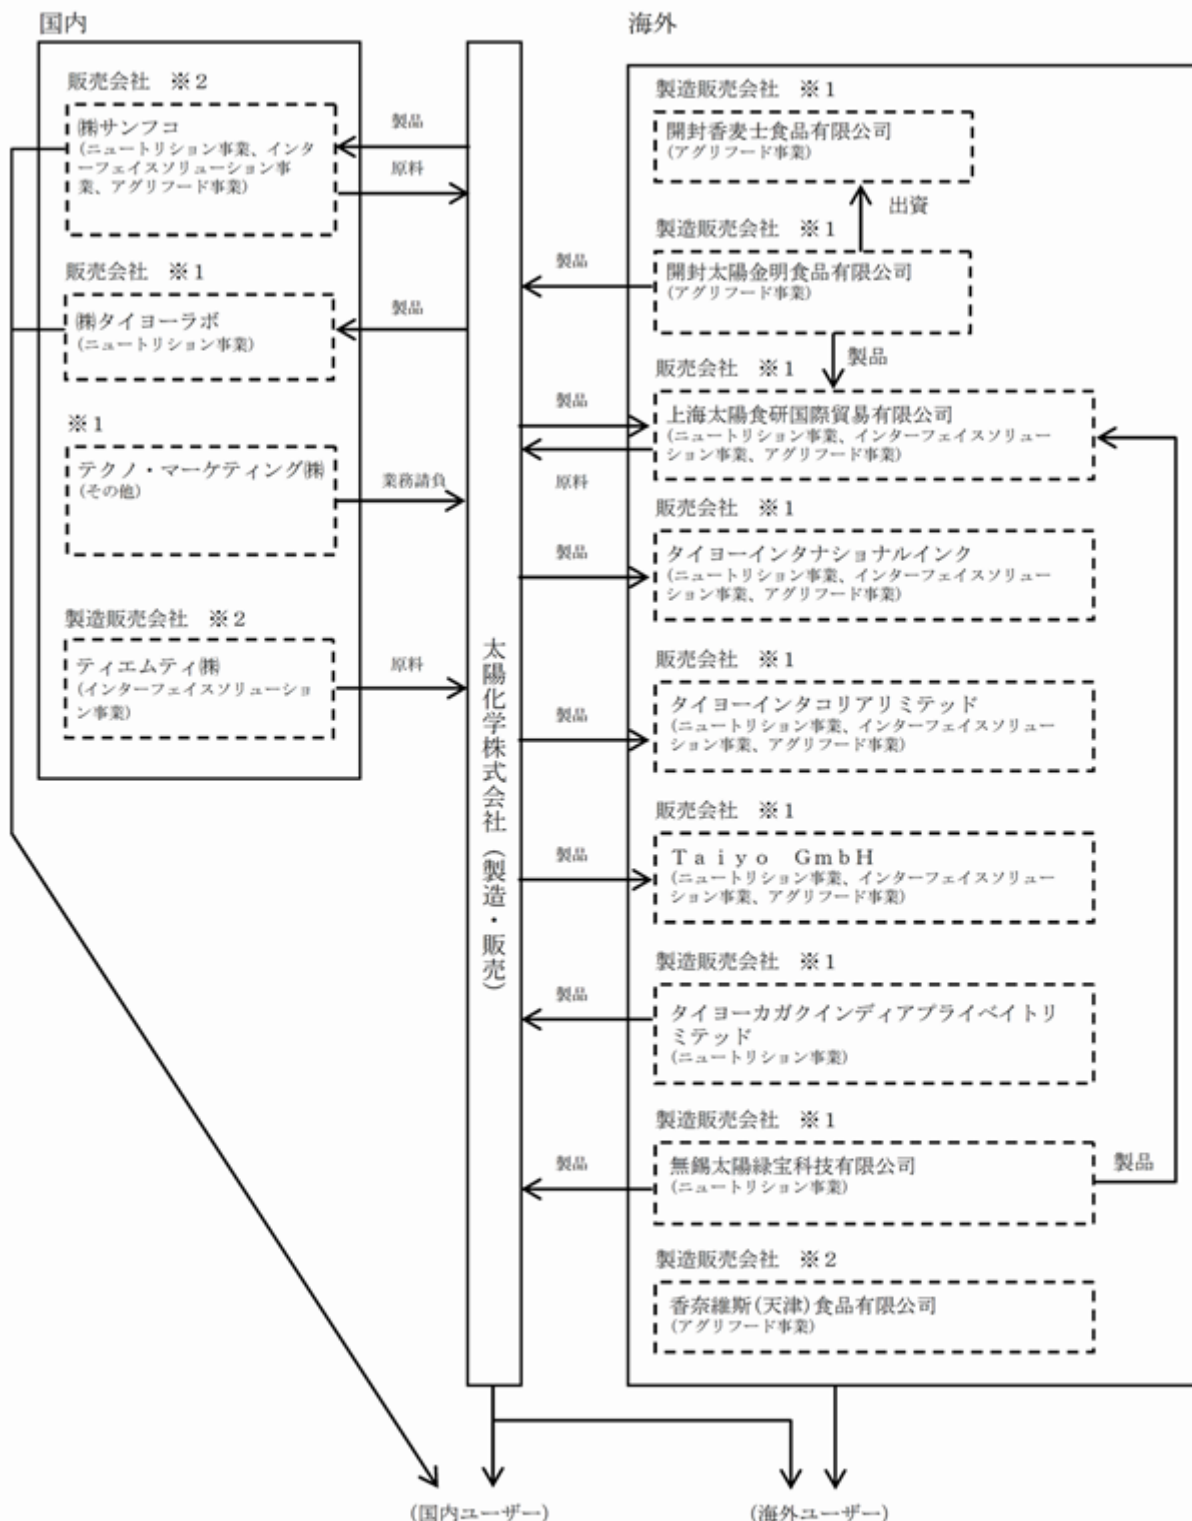 国内
販売会社　※２
㈱サンフコ
(ニュートリション事業、インタ
ーフェイスソリューション事
業、アグリフード事業)
製品
原料
販売会社　※１
㈱タイヨーラボ
(ニュートリション事業)
製品
※１
テクノ・マーケティング㈱
(その他)
業務請負
製造販売会社　※２
ティエムティ㈱
(インターフェイスソリューショ
ン事業)
原料
太陽化学株式会社（製造・販売）
海外
製造販売会社　※１
開封香麦士食品有限公司
(アグリフード事業)
出資
製造販売会社　※１
開封太陽金明食品有限公司
(アグリフード事業)
製品
製品
販売会社　※１
上海太陽食研国際貿易有限公司
(ニュートリション事業、インターフェイスソリュー
ション事業、アグリフード事業)
製品
原料
販売会社　※１
タイヨーインタナショナルインク
(ニュートリション事業、インターフェイスソリュー
ション事業、アグリフード事業)
製品
販売会社　※１
タイヨーインタコリアリミテッド
(ニュートリション事業、インターフェイスソリュー
ション事業、アグリフード事業)
製品
販売会社　※１
Ｔａｉｙｏ　ＧｍｂＨ
(ニュートリション事業、インターフェイスソリュー
ション事業、アグリフード事業)
製品
製造販売会社　※１
タイヨーカガクインディアプライベイトリ
ミテッド
(ニュートリション事業)
製品
製造販売会社　※１
無錫太陽緑宝科技有限公司
(ニュートリション事業)
製品
製品
製造販売会社　※２
香奈維斯(天津)食品有限公司
(アグリフード事業)
(国内ユーザー)
(海外ユーザー)